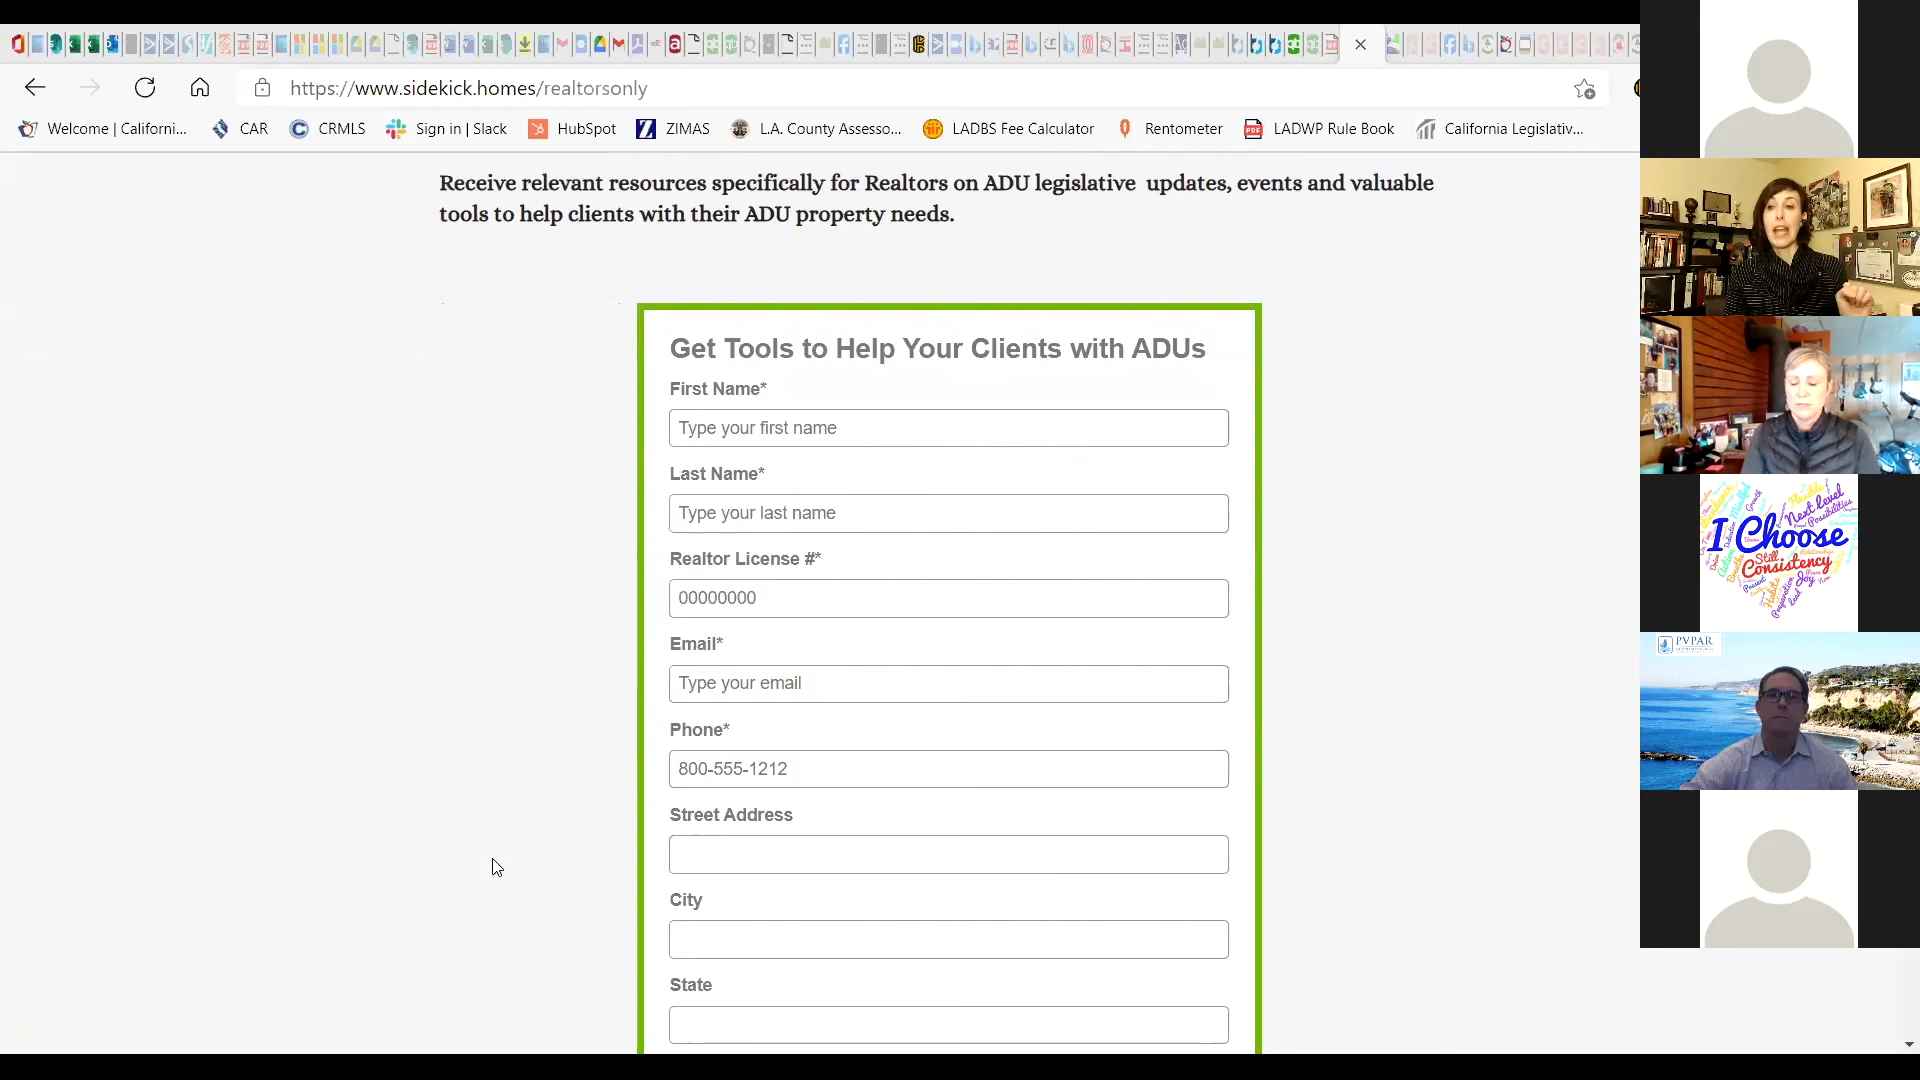 https://www.sidekick.homes/realtorsonly
Welcome | Californi... CAR CRMLS Sign in | Slack HubSpot ZIMAS L.A. County Assesso... LADBS Fee Calculator Rentometer LADWP Rule Book California Legislativ...
Receive relevant resources specifically for Realtors on ADU legislative updates, events and valuable
tools to help clients with their ADU property needs.
Get Tools to Help Your Clients with ADUs
First Name*
Type your first name
Last Name*
Type your last name
Realtor License #*
00000000
Email*
Type your email
Phone*
800-555-1212
Street Address
City
State
Next Level
Possibilities
I Choose
Still
Consistency
Joy
Habits
PVPAR